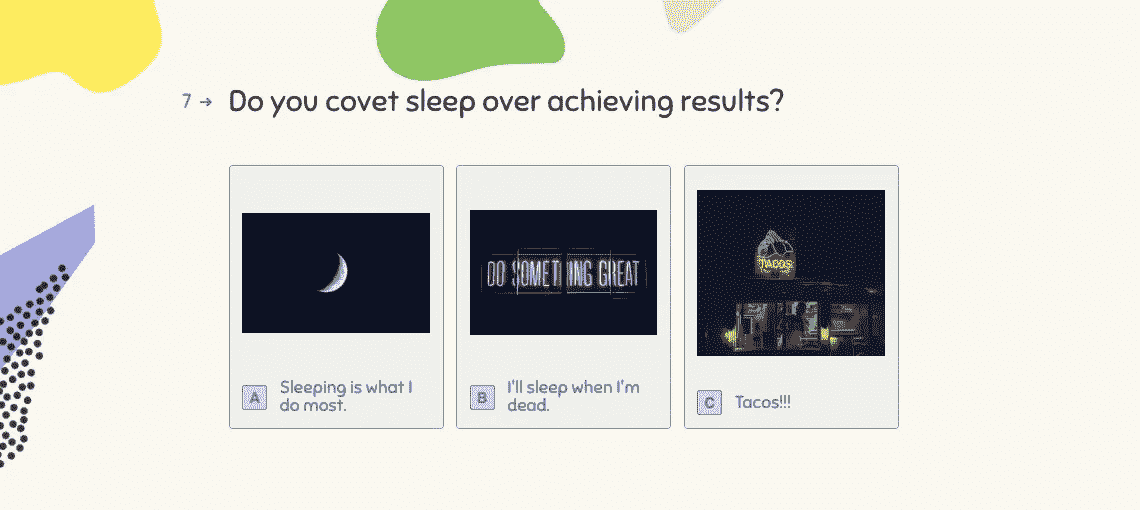 7 → Do you covet sleep over achieving results?
DO SOMETHING GREAT
TACOS
A Sleeping is what I
do most.
B I'll sleep when I'm
dead.
C Tacos!!!